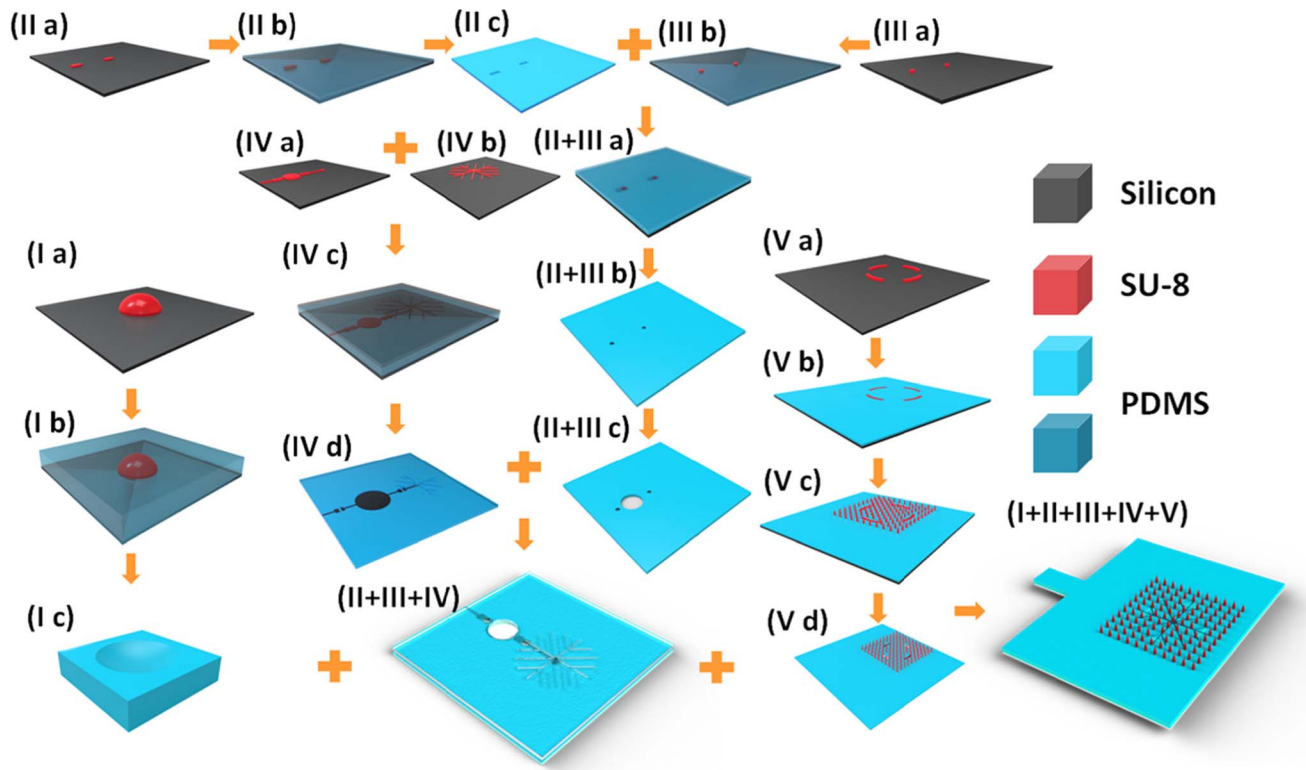 (II a)
(II b)
(II c)
(III b)
(III a)
(IV a)
(IV b)
(II+III a)
Silicon
(I a)
(IV c)
(II+III b)
(V a)
SU-8
(V b)
PDMS
(I b)
(IV d)
(II+III c)
(V c)
(I+II+III+IV+V)
(I c)
(II+III+IV)
(V d)